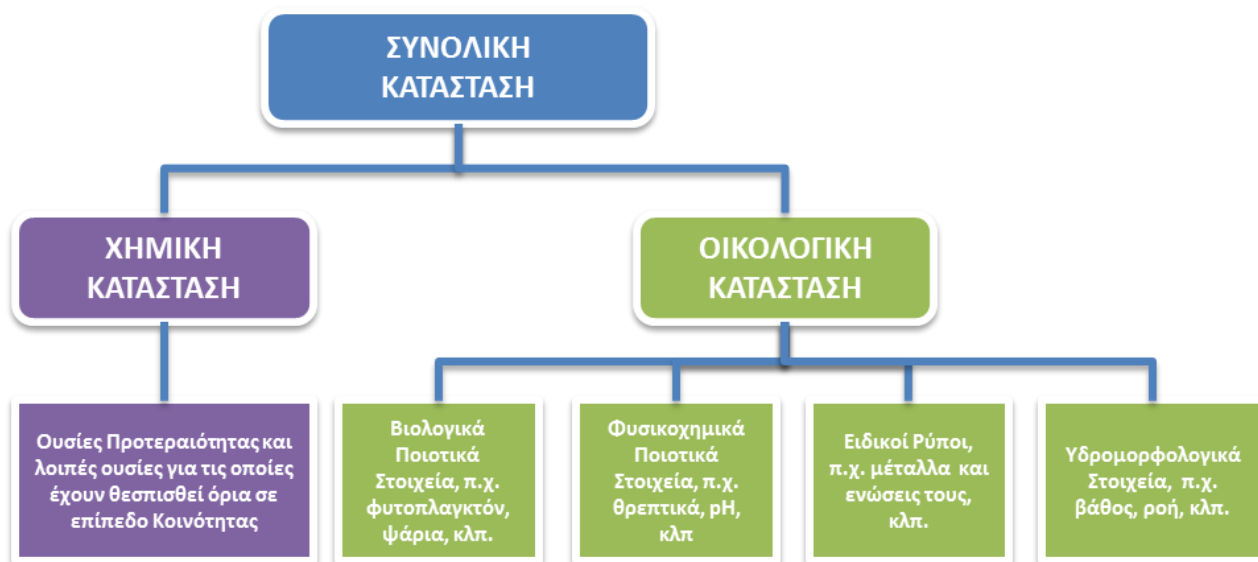 ΣΥΝΟΛΙΚΗ
ΚΑΤΑΣΤΑΣΗ
ΧΗΜΙΚΗ
ΚΑΤΑΣΤΑΣΗ
ΟΙΚΟΛΟΓΙΚΗ
ΚΑΤΑΣΤΑΣΗ
Ουσίες Προτεραιότητας και
λοιπές ουσίες για τις οποίες
έχουν θεσπισθεί όρια σε
επίπεδο Κοινότητας
Βιολογικά
Ποιοτικά
Στοιχεία, π.χ.
φυτοπλαγκτόν,
ψάρια, κλπ.
Φυσικοχημικά
Ποιοτικά
Στοιχεία, π.χ.
θρεπτικά, pH,
κλπ
Ειδικοί Ρύποι,
π.χ. μέταλλα και
ενώσεις τους,
κλπ.
Υδρομορφολογικά
Στοιχεία, π.χ.
βάθος, ροή, κλπ.